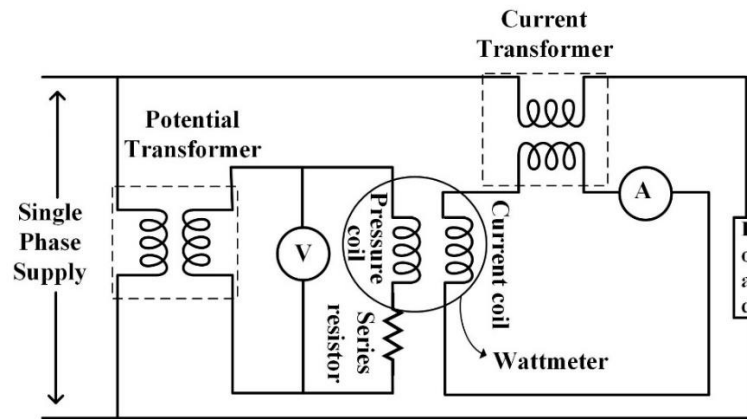 Current
Transformer
Potential
Transformer
Single
Phase
Supply
V
Pressure
coil
Series
resistor
Current coil
A
Wattmeter
o
a